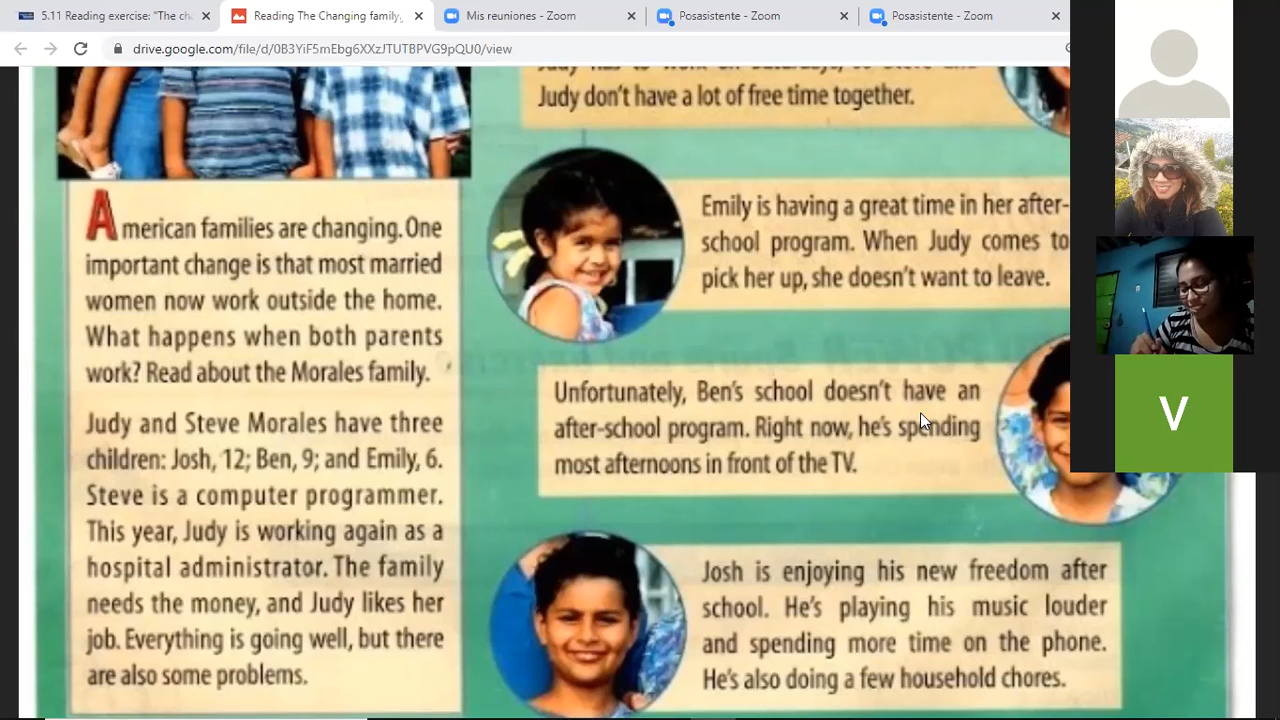 5.11 Reading exercise "The ch
Reading The Changing family,
Mis reuniones - Zoom
Posasistente - Zoom
Posasistente - Zoom
drive.google.com/file/d/0B3YiF5mEbg6XXzJTUTBPVG9pQU0/view
American families are changing. One
important change is that most married
women now work outside the home.
What happens when both parents
work? Read about the Morales family.
Judy and Steve Morales have three
children: Josh, 12; Ben, 9; and Emily, 6.
Steve is a computer programmer.
This year, Judy is working again as a
hospital administrator. The family
needs the money, and Judy likes her
job. Everything is going well, but there
are also some problems.
Judy has to work on Saturdays, so Steve and
Judy don't have a lot of free time together.
Emily is having a great time in her after-
school program. When Judy comes to
pick her up, she doesn't want to leave.
Unfortunately, Ben's school doesn't have an
after-school program. Right now, he's spending
most afternoons in front of the TV.
Josh is enjoying his new freedom after
school. He's playing his music louder
and spending more time on the phone.
He's also doing a few household chores.
V